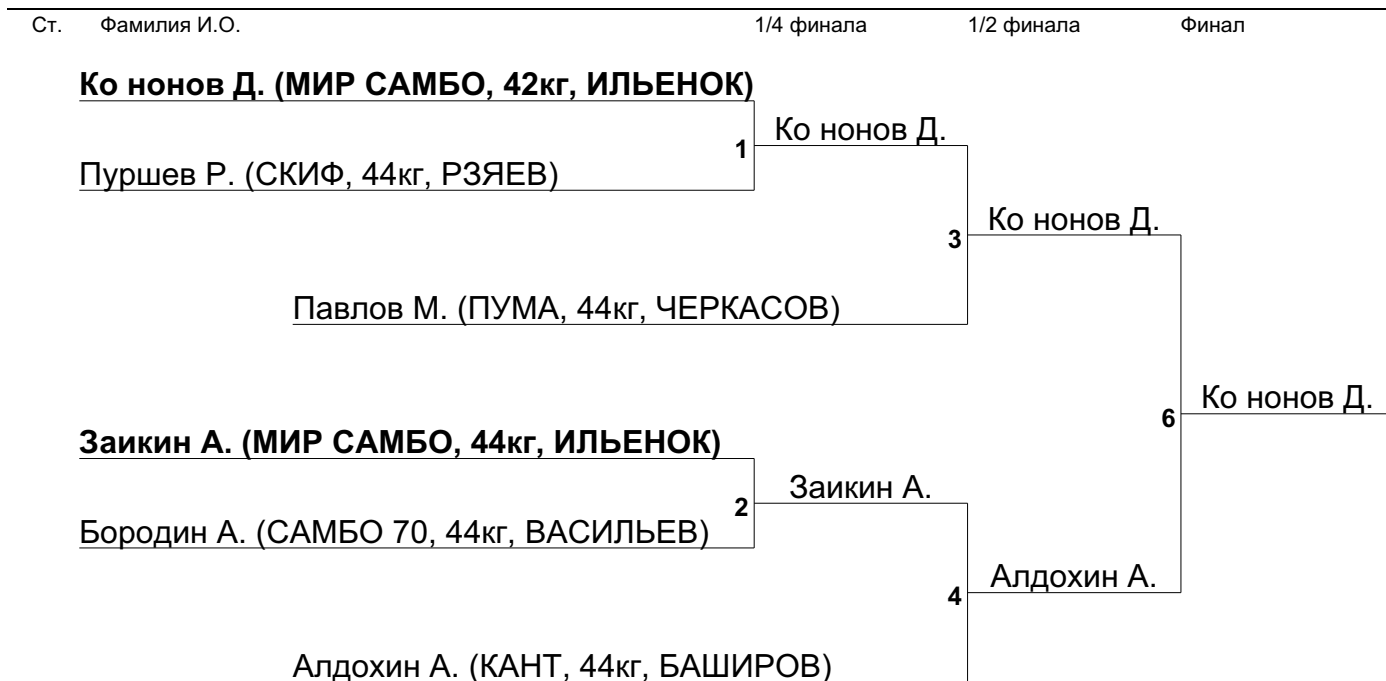 Ст. Фамилия И.О. 1/4 финала 1/2 финала Финал
Ко нонов Д. (МИР САМБО, 42кг, ИЛЬЕНОК)
Ко нонов Д.
1
Пуршев Р. (СКИФ, 44кг, РЗЯЕВ)
Ко нонов Д.
3
Павлов М. (ПУМА, 44кг, ЧЕРКАСОВ)
Ко нонов Д.
6
Заикин А. (МИР САМБО, 44кг, ИЛЬЕНОК)
Заикин А.
2
Бородин А. (САМБО 70, 44кг, ВАСИЛЬЕВ)
Алдохин А.
4
Алдохин А. (КАНТ, 44кг, БАШИРОВ)